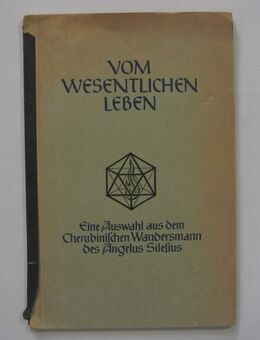 VOM
WESENTLICHEN
LEBEN
Eine Auswahl aus dem
Cherubinischen Wandersmann
des Angelus Silesius